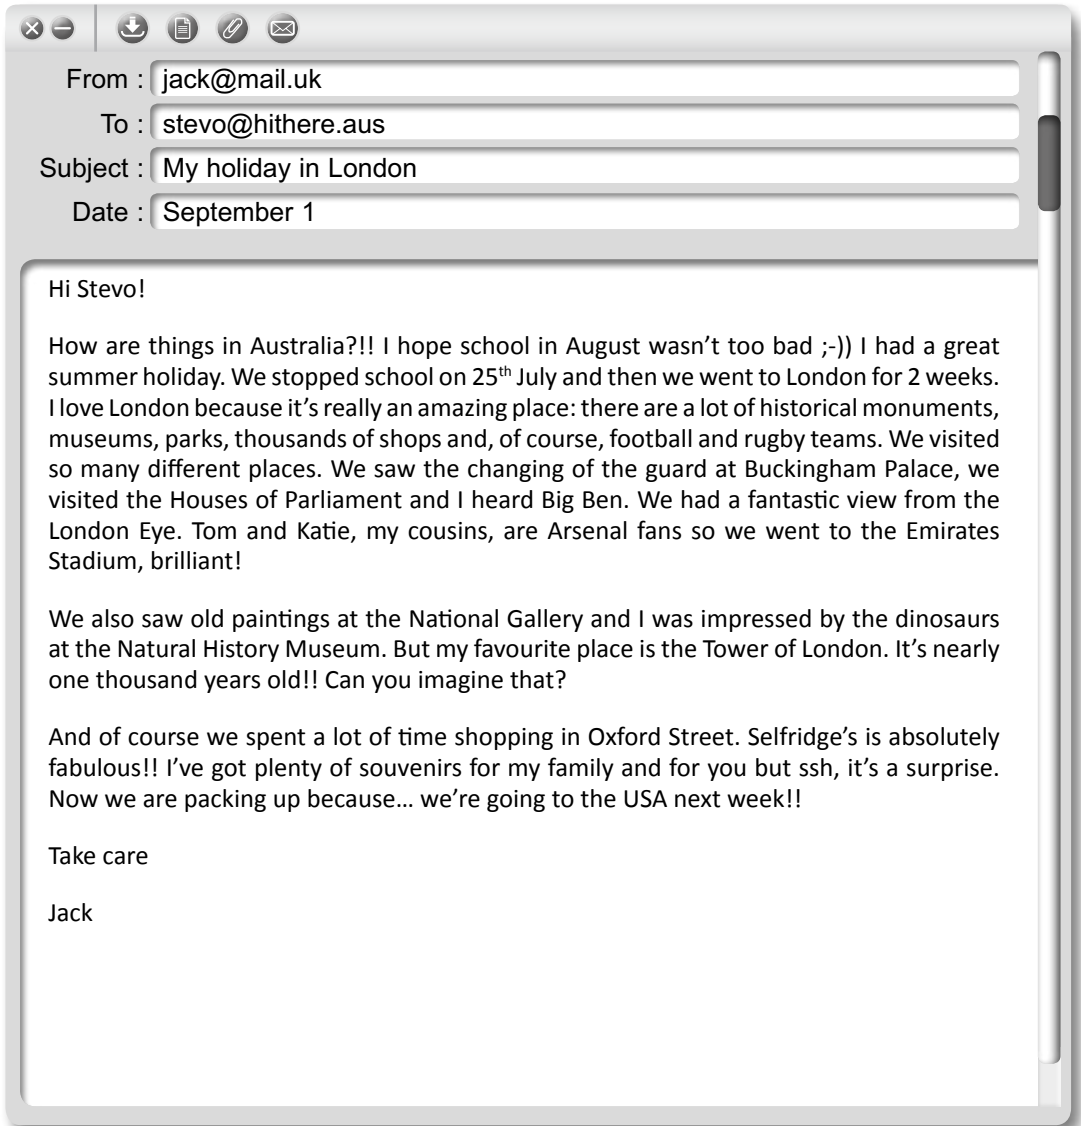 From : jack@mail.uk
To : stevo@hithere.aus
Subject : My holiday in London
Date : September 1
Hi Stevo!
How are things in Australia?!! I hope school in August wasn't too bad ;-)) I had a great
summer holiday. We stopped school on 25th July and then we went to London for 2 weeks.
I love London because it's really an amazing place: there are a lot of historical monuments,
museums, parks, thousands of shops and, of course, football and rugby teams. We visited
so many different places. We saw the changing of the guard at Buckingham Palace, we
visited the Houses of Parliament and I heard Big Ben. We had a fantastic view from the
London Eye. Tom and Katie, my cousins, are Arsenal fans so we went to the Emirates
Stadium, brilliant!
We also saw old paintings at the National Gallery and I was impressed by the dinosaurs
at the Natural History Museum. But my favourite place is the Tower of London. It's nearly
one thousand years old!! Can you imagine that?
And of course we spent a lot of time shopping in Oxford Street. Selfridge's is absolutely
fabulous!! I've got plenty of souvenirs for my family and for you but ssh, it's a surprise.
Now we are packing up because… we're going to the USA next week!!
Take care
Jack